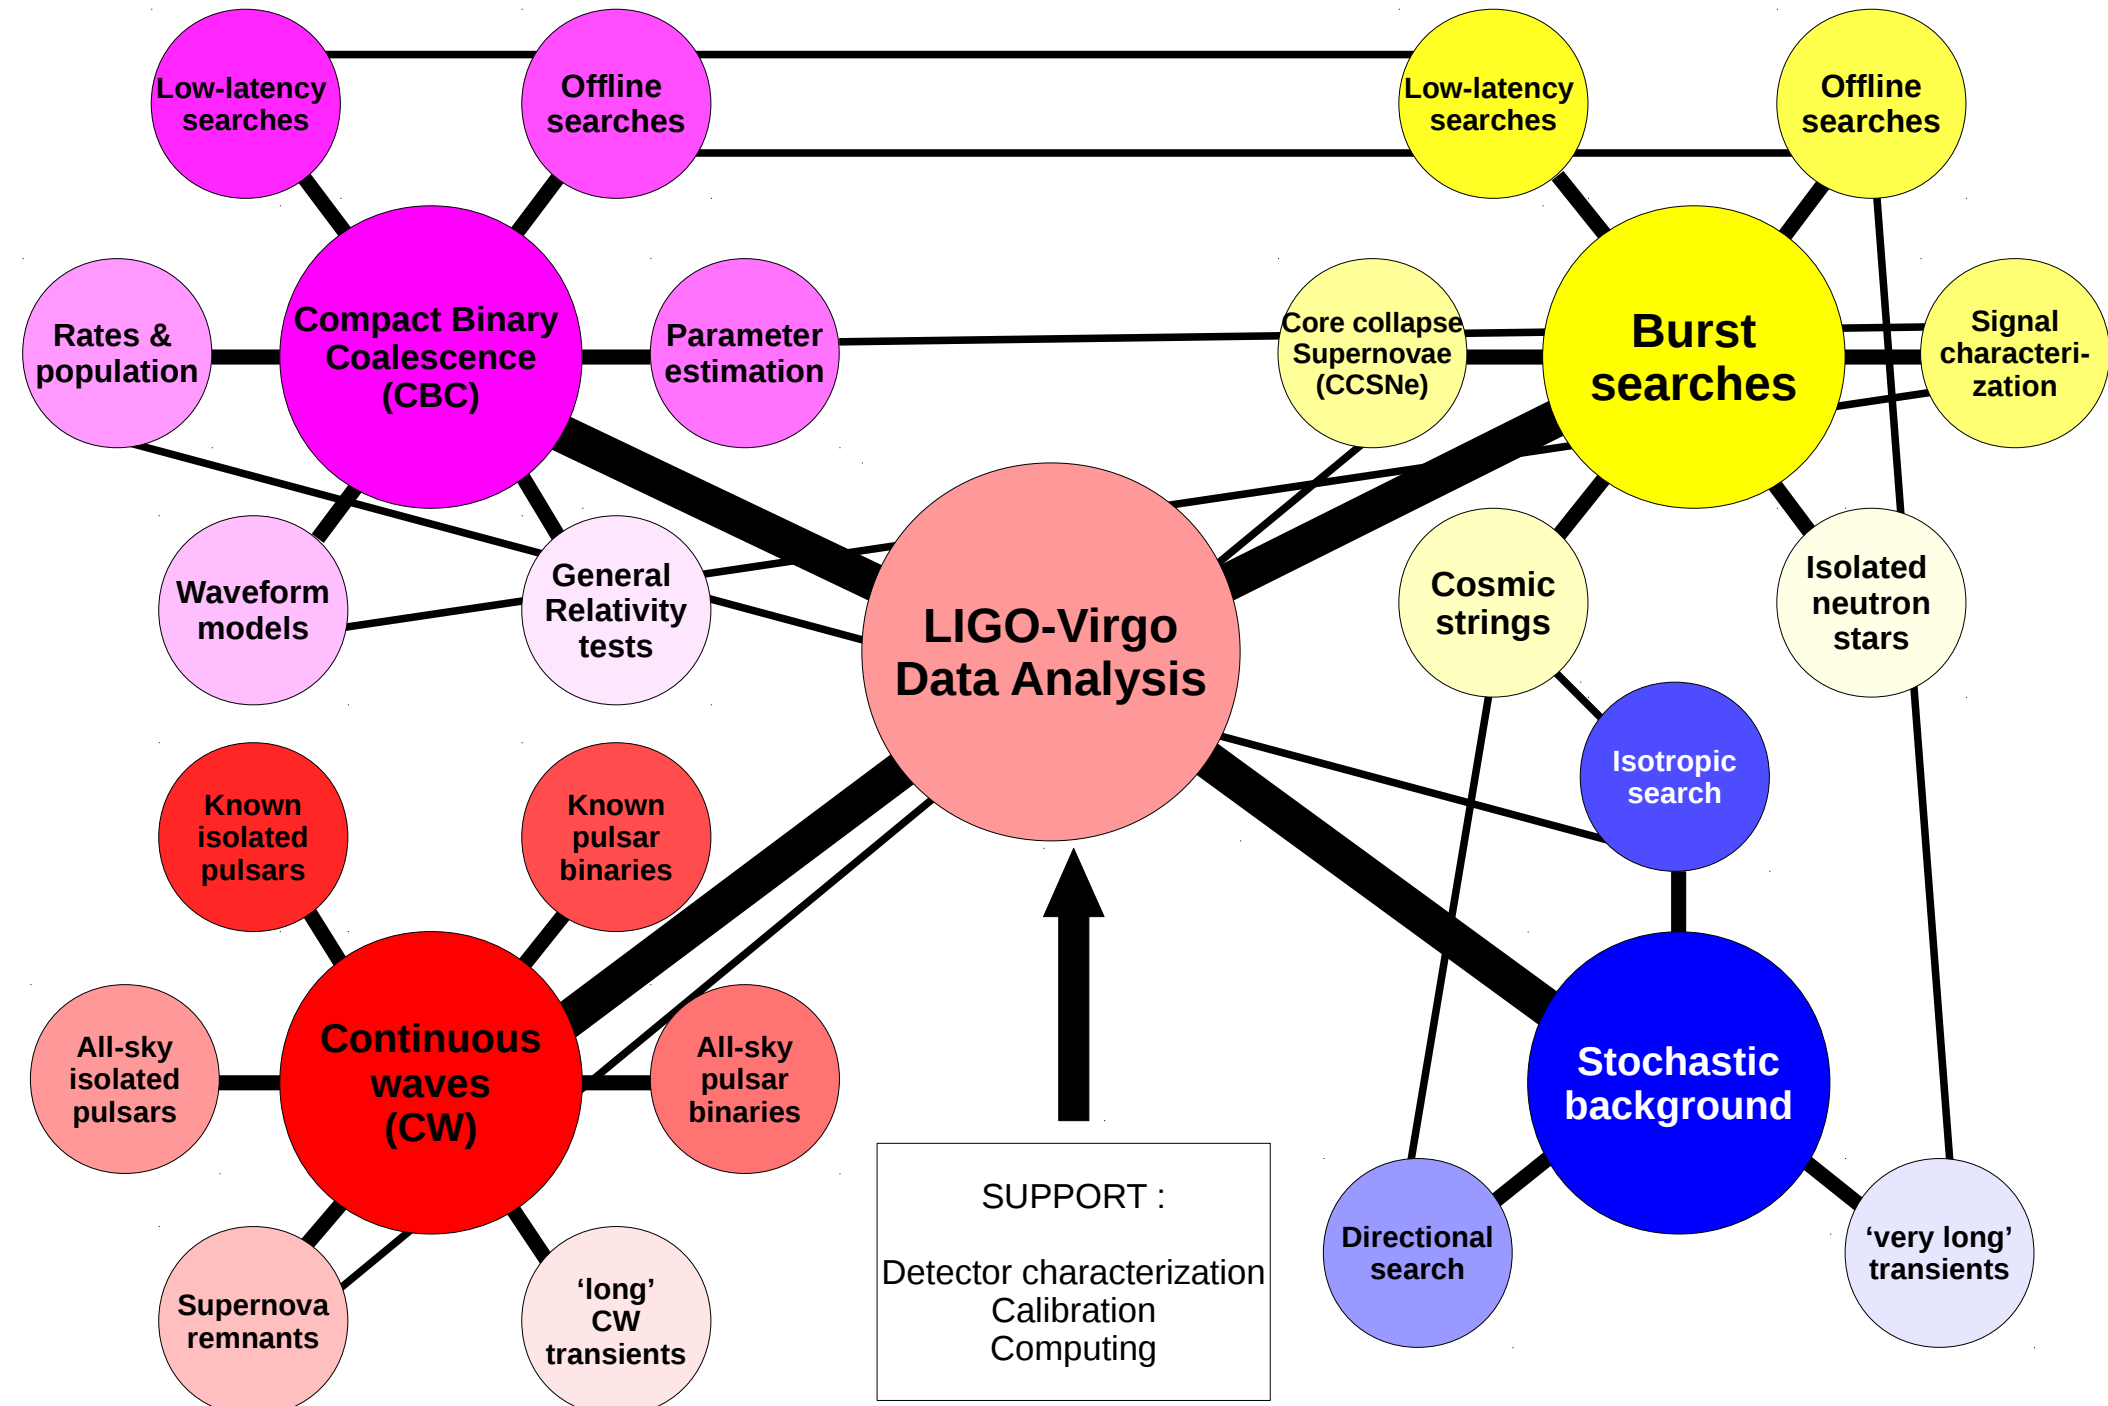 Low-latency
searches
Offline
searches
Low-latency
searches
Offline
searches
Rates &
population
Compact Binary
Coalescence
(CBC)
Parameter
estimation
Core collapse
Supernovae
(CCSNe)
Burst
searches
Signal
characteri-
zation
Waveform
models
General
Relativity
tests
LIGO-Virgo
Data Analysis
Cosmic
strings
Isolated
neutron
stars
Isotropic
search
Known
isolated
pulsars
Known
pulsar
binaries
All-sky
isolated
pulsars
Continuous
waves
(CW)
All-sky
pulsar
binaries
Stochastic
background
Supernova
remnants
‘long’
CW
transients
SUPPORT :
Detector characterization
Calibration
Computing
Directional
search
‘very long’
transients